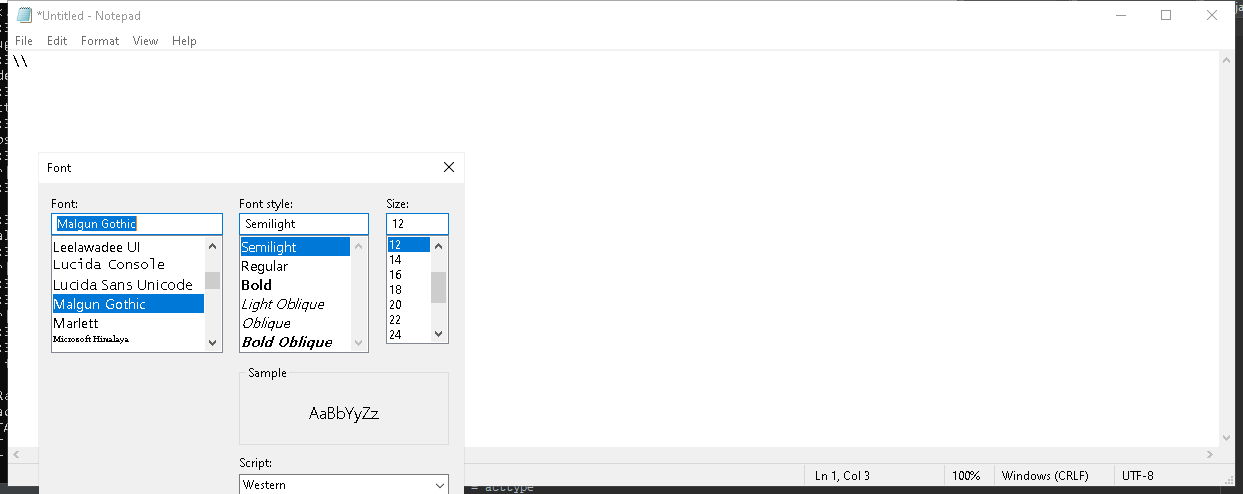 *Untitled - Notepad
File Edit Format View Help
\\
Font
Font: Font style: Size:
Malgun Gothic Semilight 12
Leelawadee UI Semilight 12
Lucida Console Regular 14
Lucida Sans Unicode Bold 16
Malgun Gothic Light Oblique 18
Marlett Oblique 20
Microsoft Himalaya Bold Oblique 22
24
Sample
AaBbYyZz
Script:
Western
Ln 1, Col 3 100% Windows (CRLF) UTF-8
= acctype